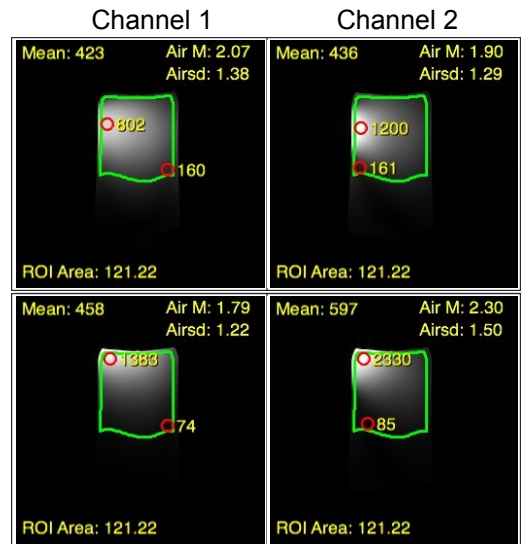 Channel 1 Channel 2
Mean: 423 Air M: 2.07
Airsd: 1.38
802
160
ROI Area: 121.22
Mean: 436 Air M: 1.90
Airsd: 1.29
1200
161
ROI Area: 121.22
Mean: 458 Air M: 1.79
Airsd: 1.22
1383
74
ROI Area: 121.22
Mean: 597 Air M: 2.30
Airsd: 1.50
2330
85
ROI Area: 121.22